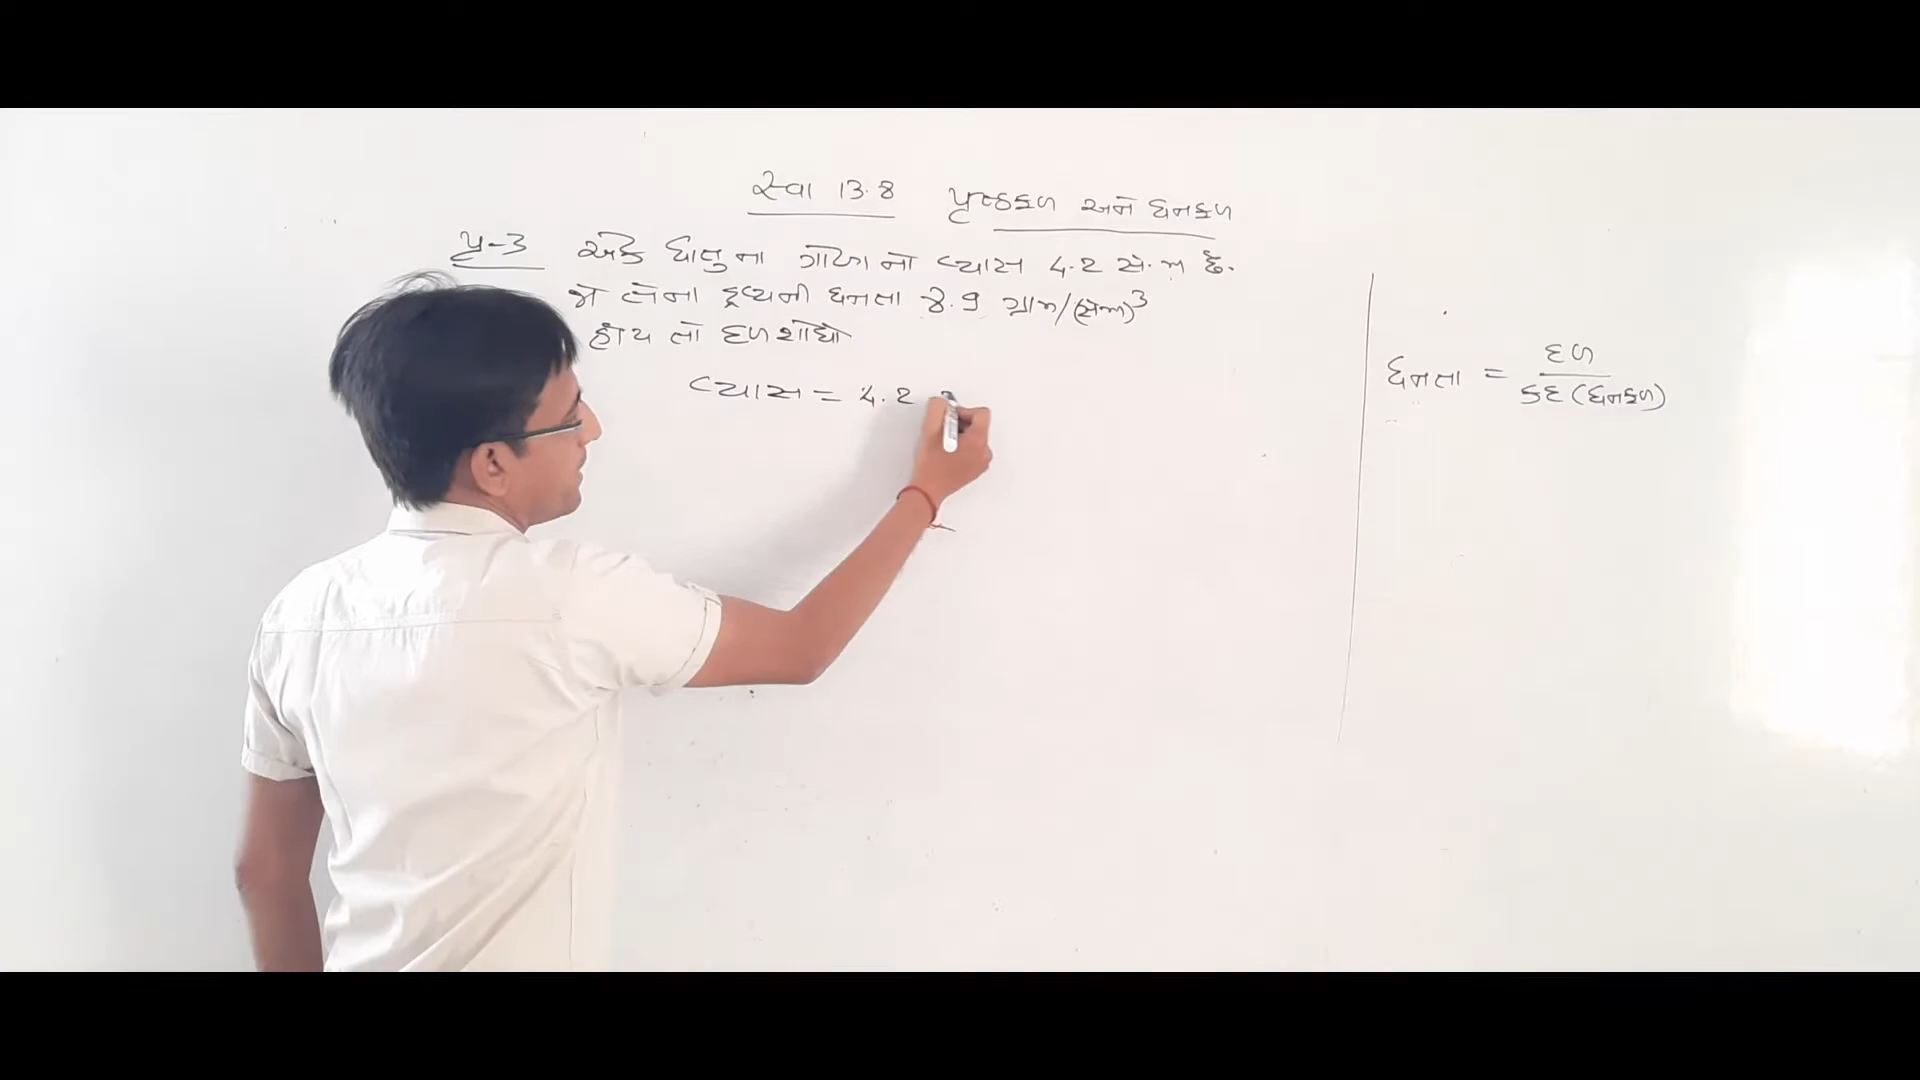 સ્વા 13.8 પૃષ્ઠફળ અને ઘનફળ
પ્ર-3 એક ધાતુના ગોળાનો વ્યાસ 4.2 સે.મ છે.
જો તેના દ્રવ્યની ઘનતા 8.9 ગ્રામ/(સેમ)³
હોય તો દળ શોધો
વ્યાસ = 4.2
ઘનતા = દળ / કદ (ઘનફળ)